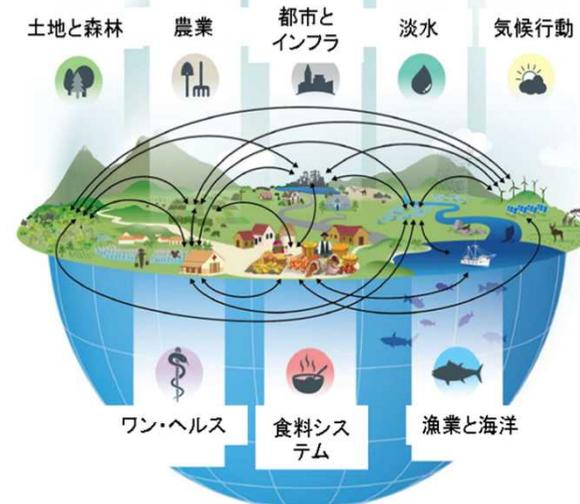 土地と森林
農業
都市と
インフラ
淡水
気候行動
ワン・ヘルス
食料シス
テム
漁業と海洋